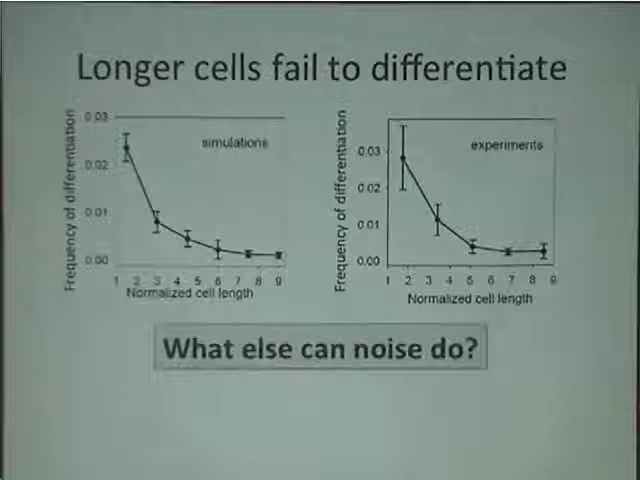 Longer cells fail to differentiate
simulations
Frequency of differentiation
0.03
0.02
0.01
0.00
1 2 3 4 5 6 7 8 9
Normalized cell length
experiments
Frequency of differentiation
0.03
0.02
0.01
0.00
1 2 3 4 5 6 7 8 9
Normalized cell length
What else can noise do?